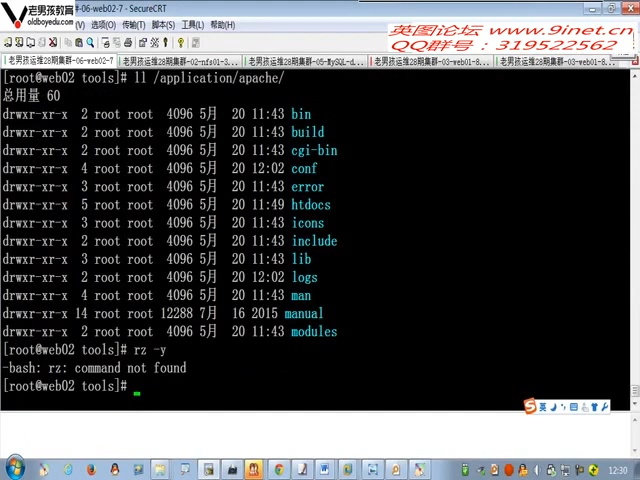 老男孩教育
oldboyedu.com
#-06-web02-7 - SecureCRT
英图论坛 www.9inet.cn
QQ群号：319522562
(V) 选项(O) 传输(T) 脚本(S) 工具(L) 帮助(H)
老男孩运维28期集群-06-web02-7
老男孩运维28期集群-02-nfs01-3...
老男孩运维28期集群-05-MySQL-d...
老男孩运维28期集群-03-web01-8...
老男孩运维28期集群-03-web01-8...
[root@web02 tools]# ll /application/apache/
总用量 60
drwxr-xr-x 2 root root 4096 5月 20 11:43 bin
drwxr-xr-x 2 root root 4096 5月 20 11:43 build
drwxr-xr-x 2 root root 4096 5月 20 11:43 cgi-bin
drwxr-xr-x 4 root root 4096 5月 20 12:02 conf
drwxr-xr-x 3 root root 4096 5月 20 11:43 error
drwxr-xr-x 5 root root 4096 5月 20 11:49 htdocs
drwxr-xr-x 3 root root 4096 5月 20 11:43 icons
drwxr-xr-x 2 root root 4096 5月 20 11:43 include
drwxr-xr-x 3 root root 4096 5月 20 11:43 lib
drwxr-xr-x 2 root root 4096 5月 20 12:02 logs
drwxr-xr-x 4 root root 4096 5月 20 11:43 man
drwxr-xr-x 14 root root 12288 7月 16 2015 manual
drwxr-xr-x 2 root root 4096 5月 20 11:43 modules
[root@web02 tools]# rz -y
-bash: rz: command not found
[root@web02 tools]#
英
12:30